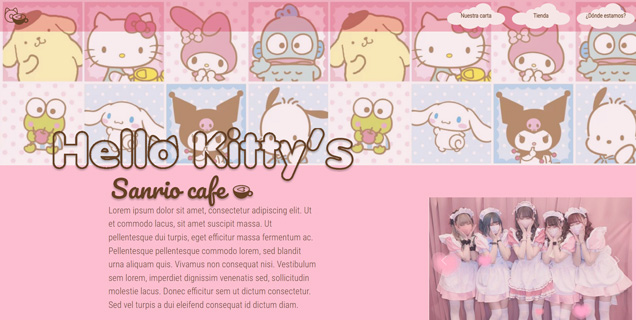 Nuestra carta
Tienda
¿Dónde estamos?
Hello Kitty's
Sanrio cafe
Lorem ipsum dolor sit amet, consectetur adipiscing elit. Ut
et commodo lacus, sit amet suscipit massa. Ut
pellentesque dui turpis, eget efficitur massa fermentum ac.
Pellentesque pellentesque commodo lorem, sed blandit
urna aliquam quis. Vivamus non consequat nisi. Vestibulum
sem lorem, imperdiet dignissim venenatis sed, sollicitudin
molestie lacus. Donec efficitur sem ut dictum consectetur.
Sed vel turpis a dui eleifend consequat id dictum diam.